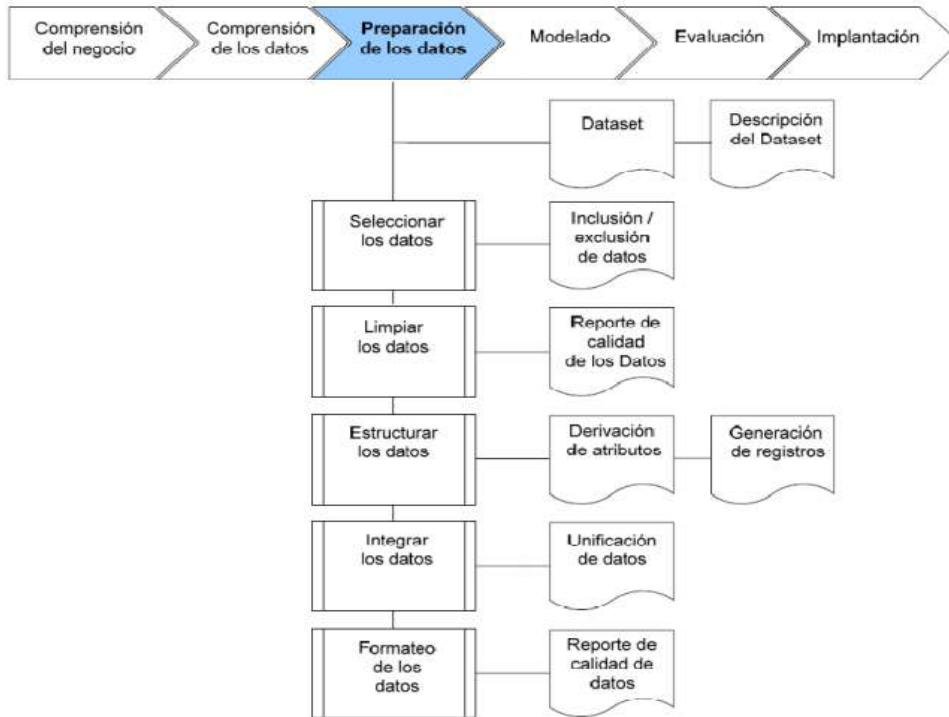 Comprensión
del negocio
Comprensión
de los datos
Preparación
de los datos
Modelado
Evaluación
Implantación
Dataset
Descripción
del Dataset
Seleccionar
los datos
Inclusión /
exclusión
de datos
Limpiar
los datos
Reporte de
calidad
de los Datos
Estructurar
los datos
Derivación
de atributos
Generación
de registros
Integrar
los datos
Unificación
de datos
Formateo
de los
datos
Reporte de
calidad de
datos